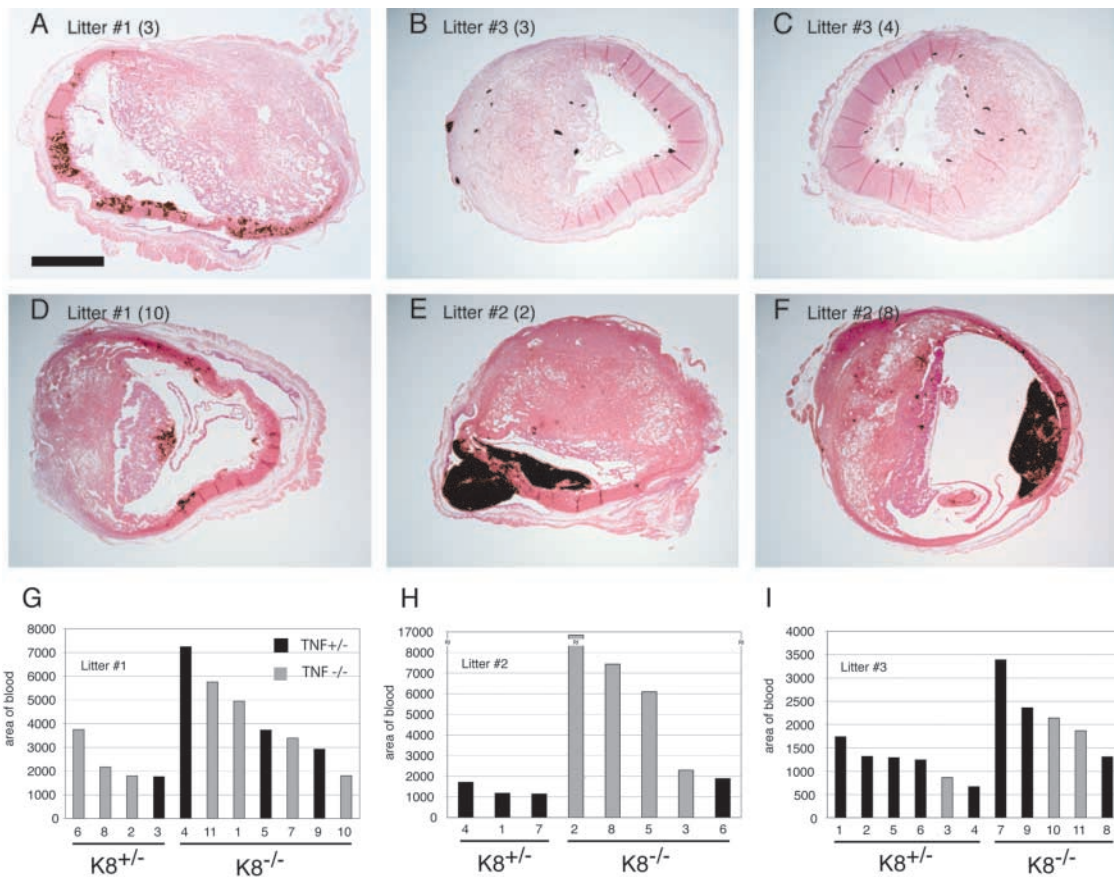 A Litter #1 (3)
B Litter #3 (3)
C Litter #3 (4)
D Litter #1 (10)
E Litter #2 (2)
F Litter #2 (8)
G
8000
7000
6000
5000
4000
3000
2000
1000
0
area of blood
Litter #1
TNF+/-
TNF -/-
6 8 2 3 4 11 1 5 7 9 10
K8+/- K8-/-
H
17000
8000
7000
6000
5000
4000
3000
2000
1000
0
area of blood
Litter #2
4 1 7 2 8 5 3 6
K8+/- K8-/-
I
4000
3500
3000
2500
2000
1500
1000
500
0
area of blood
Litter #3
1 2 5 6 3 4 7 9 10 11 8
K8+/- K8-/-